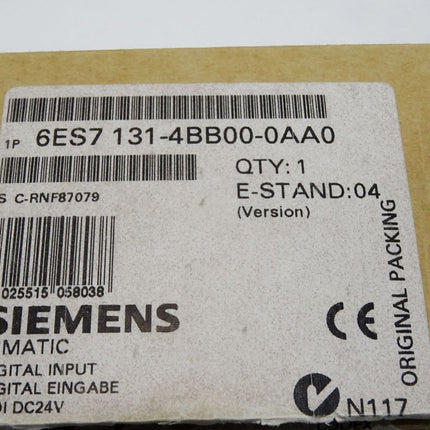 1P 6ES7 131-4BB00-0AA0
QTY: 1
S C-RNF87079
E-STAND:04
(Version)
025515 058038
SIEMENS
MATIC
GITAL INPUT
GITAL EINGABE
DI DC24V
CE
N117
ORIGINAL PACKING